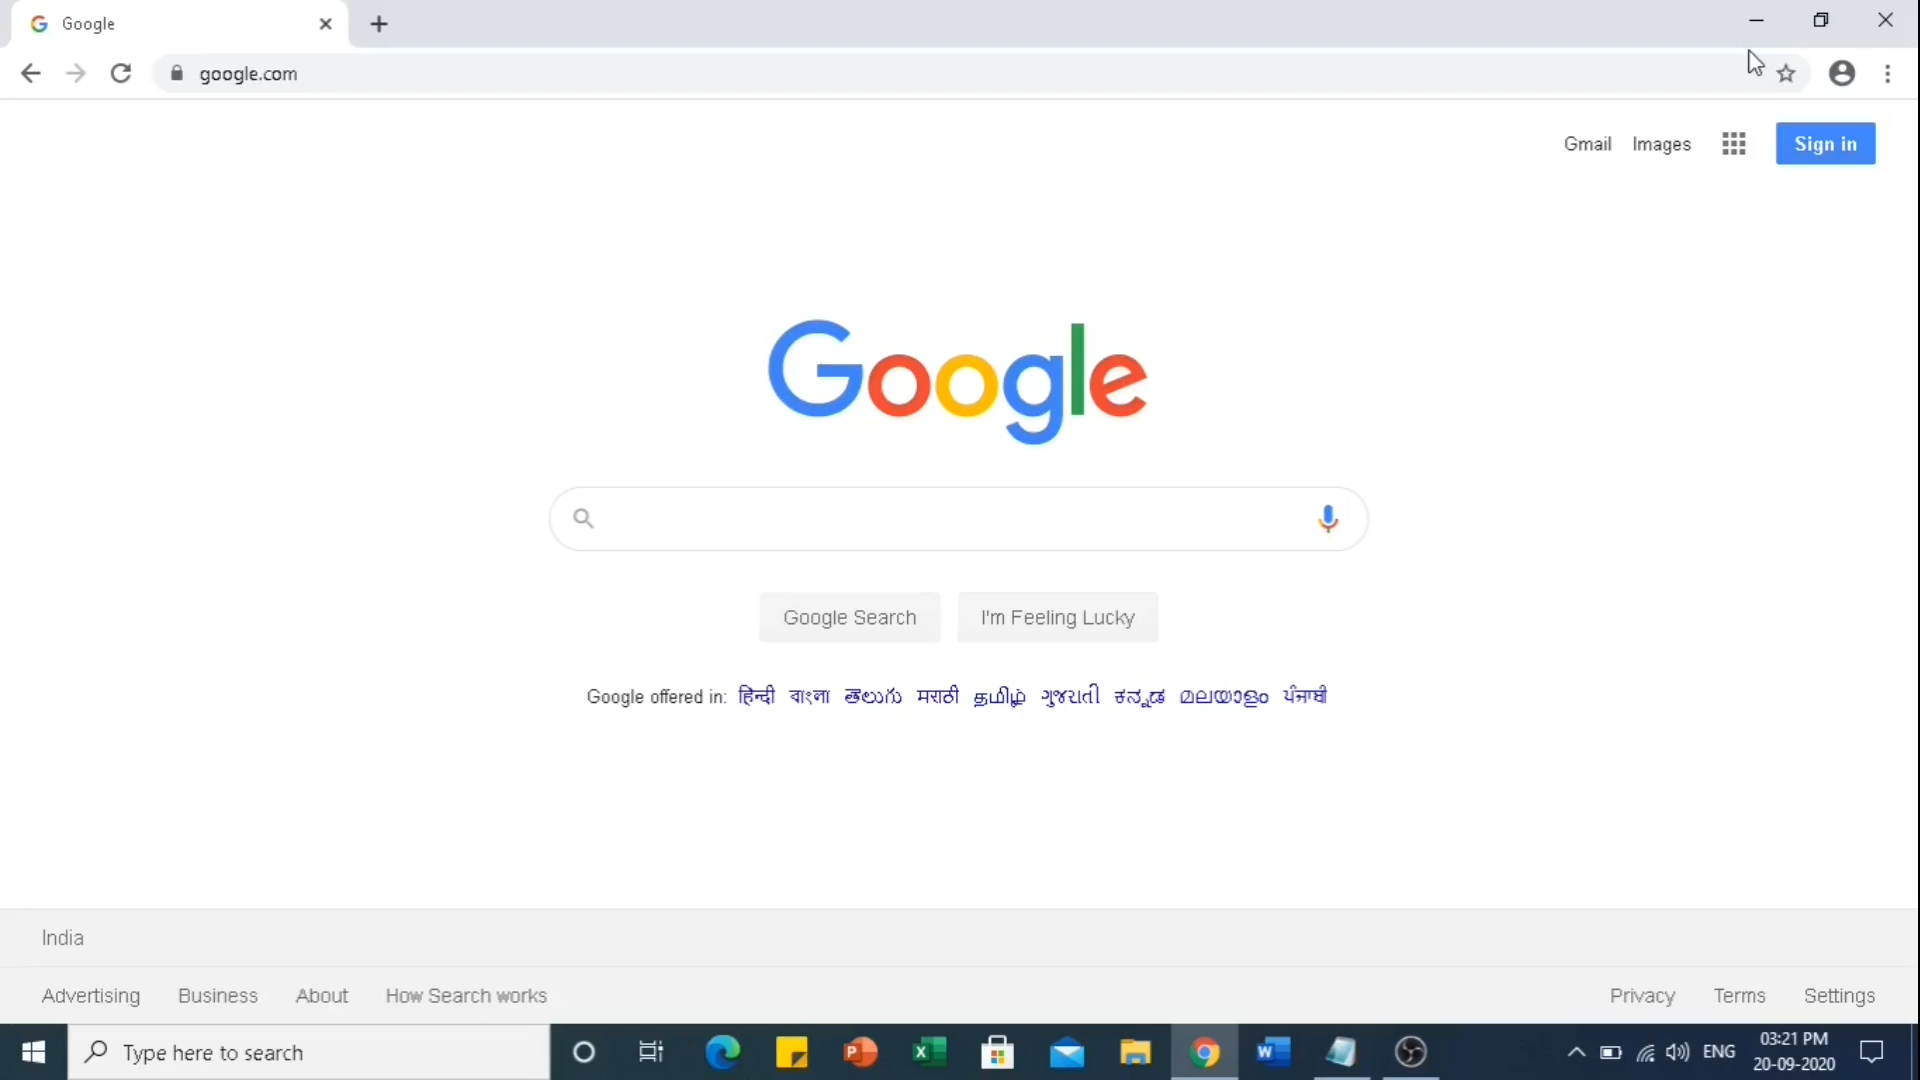 Google
google.com
Gmail Images Sign in
Google
Google Search I'm Feeling Lucky
Google offered in: हिन्दी বাংলা తెలుగు मराठी தமிழ் ગુજરાતી ಕನ್ನಡ മലയാളം ਪੰਜਾਬੀ
India
Advertising Business About How Search works Privacy Terms Settings
Type here to search ENG 03:21 PM
20-09-2020